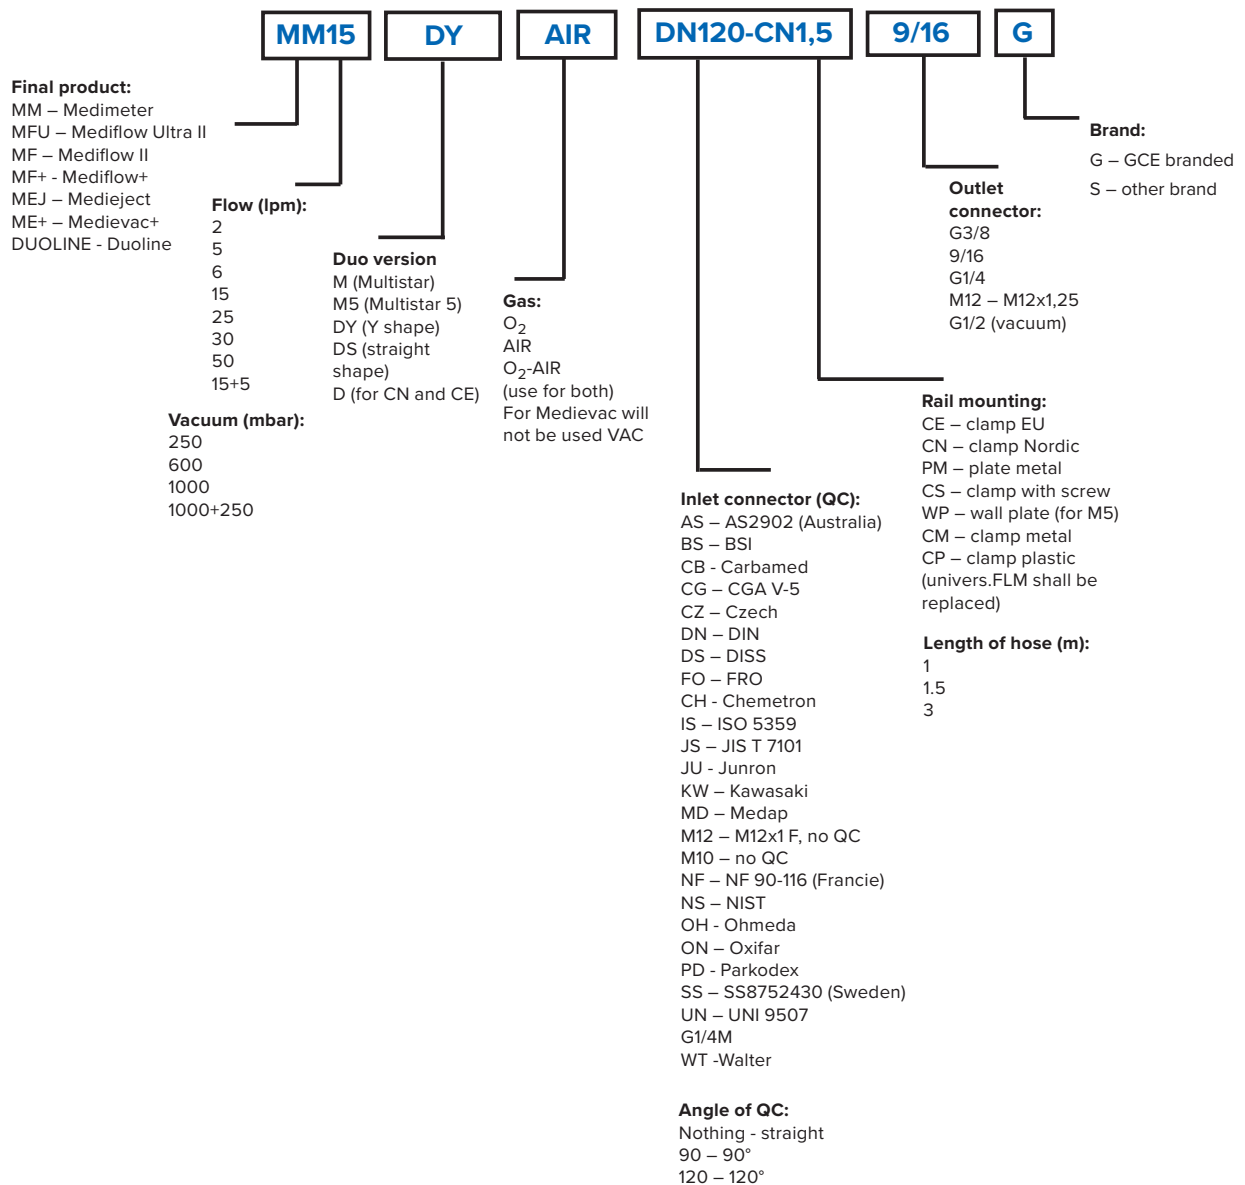 MM15 DY AIR DN120-CN1,5 9/16 G
Final product:
MM – Medimeter
MFU – Mediflow Ultra II
MF – Mediflow II
MF+ - Mediflow+
MEJ – Medieject
ME+ – Medievac+
DUOLINE - Duoline
Flow (lpm):
2
5
6
15
25
30
50
15+5
Vacuum (mbar):
250
600
1000
1000+250
Duo version
M (Multistar)
M5 (Multistar 5)
DY (Y shape)
DS (straight
shape)
D (for CN and CE)
Gas:
O2
AIR
O2-AIR
(use for both)
For Medievac will
not be used VAC
Inlet connector (QC):
AS – AS2902 (Australia)
BS – BSI
CB - Carbamed
CG – CGA V-5
CZ – Czech
DN – DIN
DS – DISS
FO – FRO
CH - Chemetron
IS – ISO 5359
JS – JIS T 7101
JU - Junron
KW – Kawasaki
MD – Medap
M12 – M12x1 F, no QC
M10 – no QC
NF – NF 90-116 (Francie)
NS – NIST
OH - Ohmeda
ON – Oxifar
PD - Parkodex
SS – SS8752430 (Sweden)
UN – UNI 9507
G1/4M
WT -Walter
Angle of QC:
Nothing - straight
90 – 90°
120 – 120°
Rail mounting:
CE – clamp EU
CN – clamp Nordic
PM – plate metal
CS – clamp with screw
WP – wall plate (for M5)
CM – clamp metal
CP – clamp plastic
(univers.FLM shall be
replaced)
Length of hose (m):
1
1.5
3
Outlet
connector:
G3/8
9/16
G1/4
M12 – M12x1,25
G1/2 (vacuum)
Brand:
G – GCE branded
S – other brand